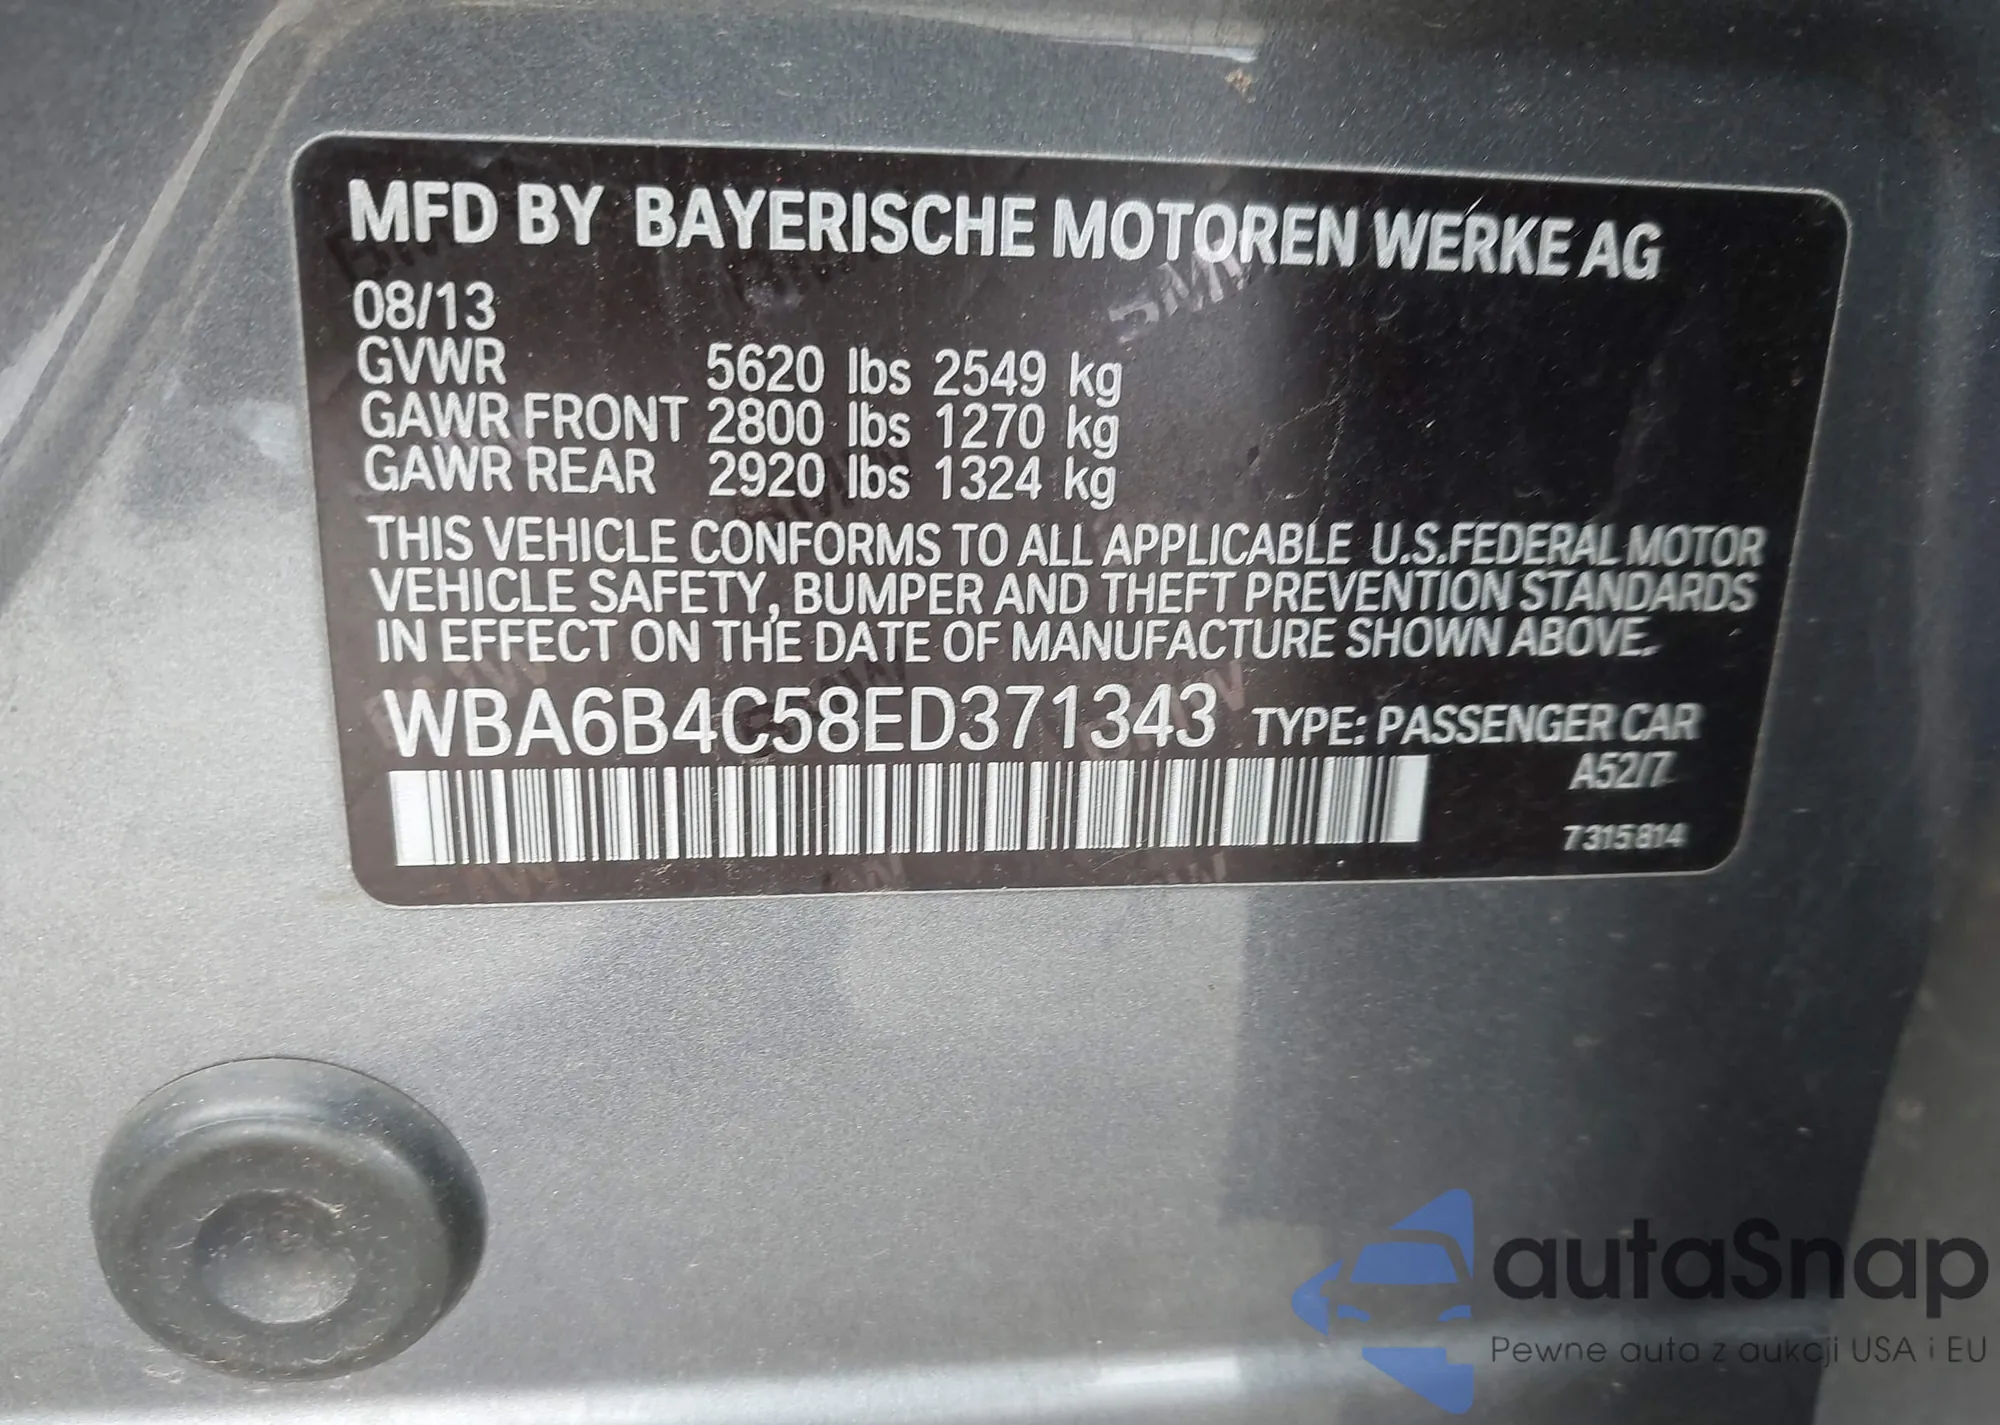 MFD BY BAYERISCHE MOTOREN WERKE AG
08/13
GVWR 5620 lbs 2549 kg
GAWR FRONT 2800 lbs 1270 kg
GAWR REAR 2920 lbs 1324 kg
THIS VEHICLE CONFORMS TO ALL APPLICABLE U.S.FEDERAL MOTOR
VEHICLE SAFETY, BUMPER AND THEFT PREVENTION STANDARDS
IN EFFECT ON THE DATE OF MANUFACTURE SHOWN ABOVE.
WBA6B4C58ED371343 TYPE: PASSENGER CAR
A52/7
7315814
autaSnap
Pewne auta z aukcji USA i EU